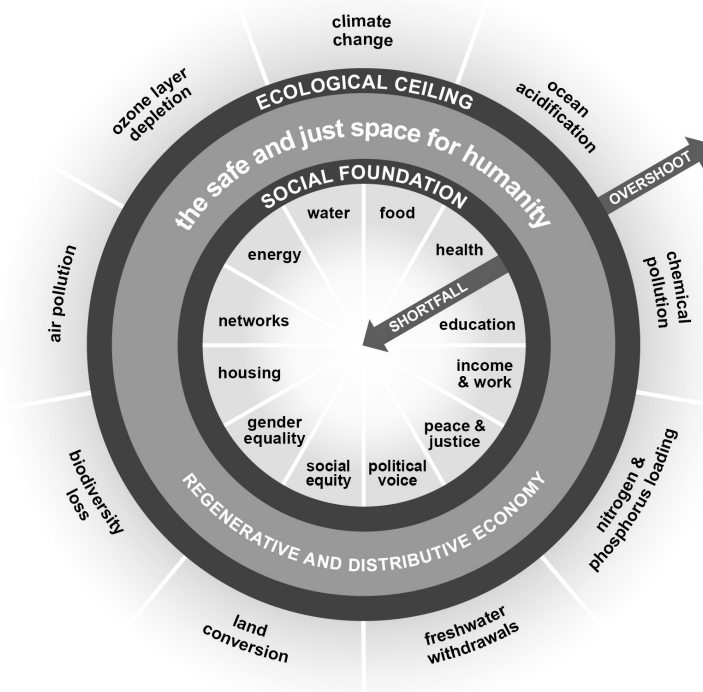 climate
change
ozone layer
depletion
ocean
acidification
ECOLOGICAL CEILING
the safe and just space for humanity
OVERSHOOT
SOCIAL FOUNDATION
water
food
energy
health
air pollution
chemical
pollution
SHORTFALL
networks
education
housing
income
& work
gender
equality
peace &
justice
social
equity
political
voice
biodiversity
loss
nitrogen &
phosphorus loading
REGENERATIVE AND DISTRIBUTIVE ECONOMY
land
conversion
freshwater
withdrawals